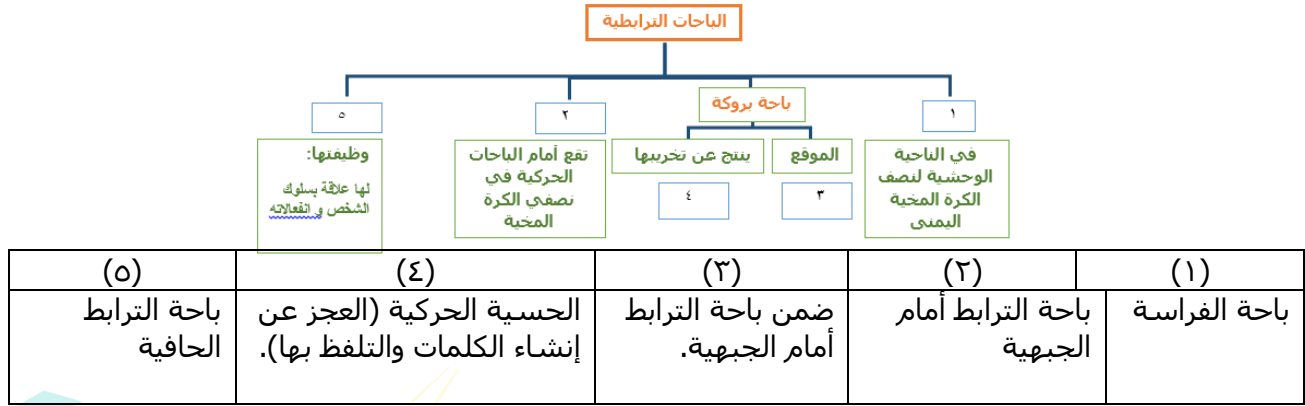 الباحات الترابطية
١
في الناحية
الوحشية لنصف
الكرة المخية
اليمنى
باحة بروكة
الموقع
٣
ينتج عن تخريبها
٤
٢
تقع أمام الباحات
الحركية في
نصفي الكرة
المخية
٥
وظيفتها:
لها علاقة بسلوك
الشخص و انفعالاته
(١) (٢) (٣) (٤) (٥)
باحة الفراسة
باحة الترابط أمام
الجبهية
ضمن باحة الترابط
أمام الجبهية.
الحسية الحركية (العجز عن
إنشاء الكلمات والتلفظ بها).
باحة الترابط
الحافية